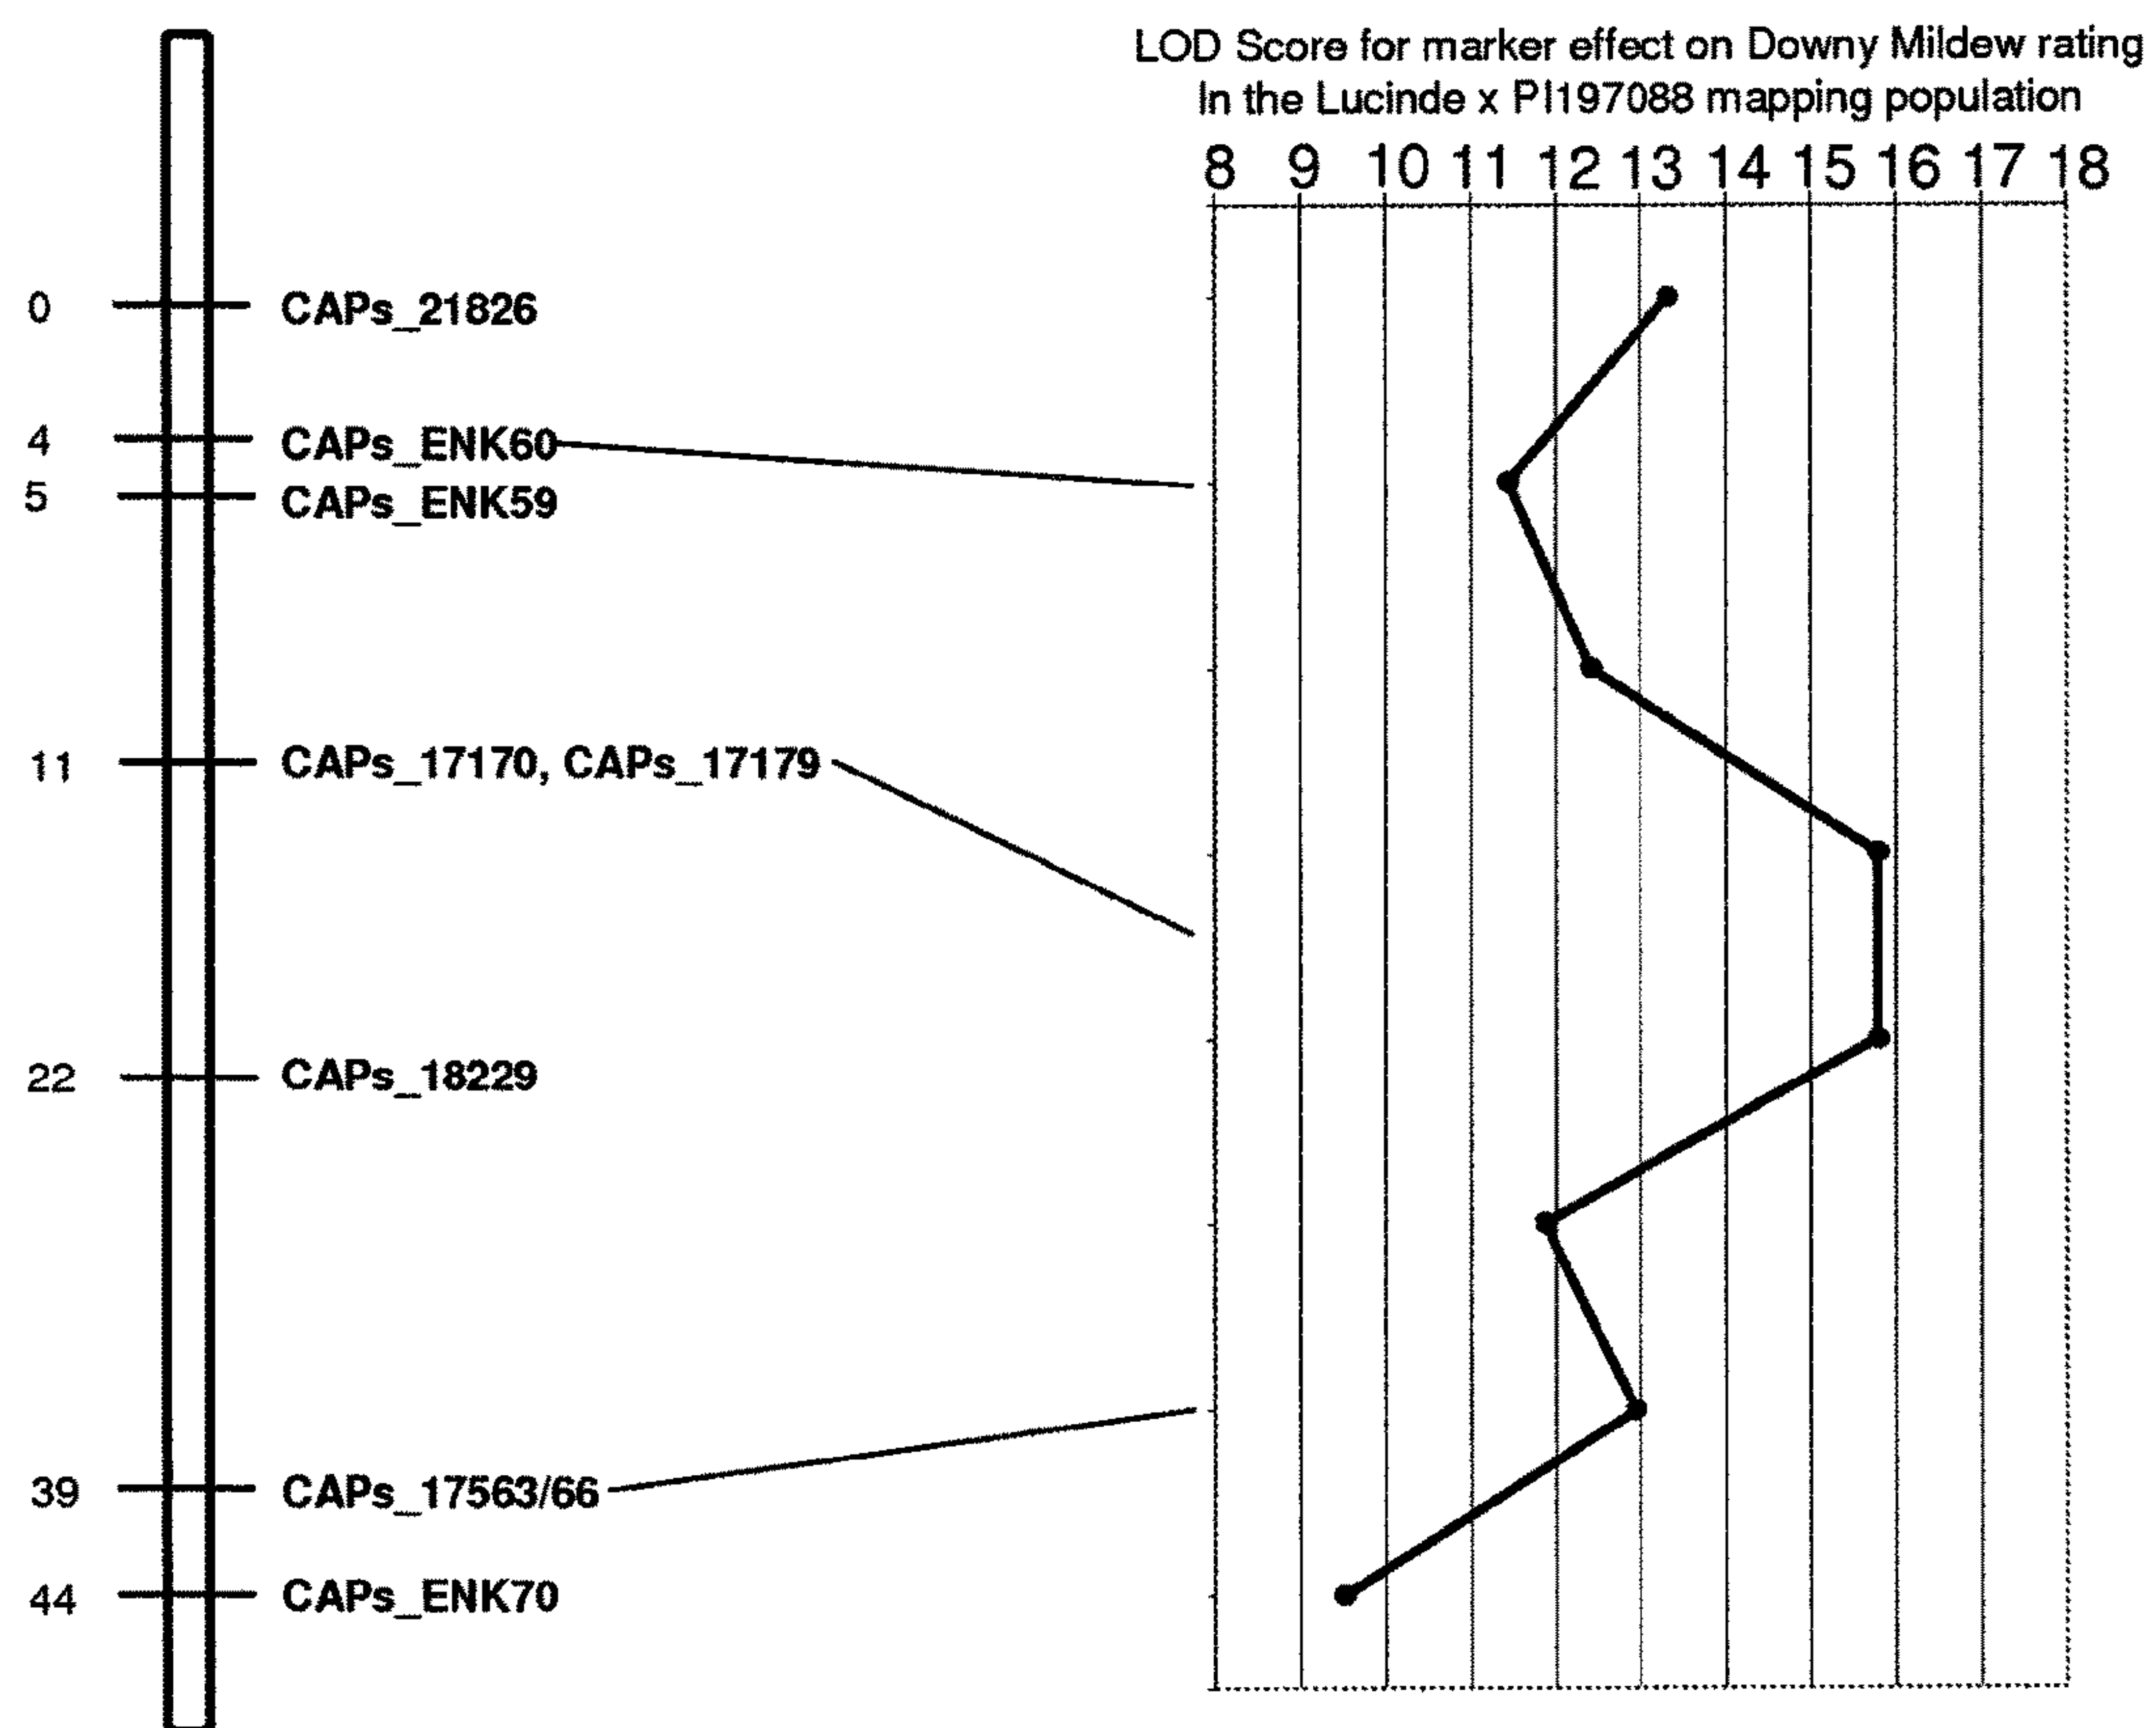 LOD Score for marker effect on Downy Mildew rating
In the Lucinde x PI197088 mapping population
8 9 10 11 12 13 14 15 16 17 18
0 CAPs_21826
4 CAPs_ENK60
5 CAPs_ENK59
11 CAPs_17170, CAPs_17179
22 CAPs_18229
39 CAPs_17563/66
44 CAPs_ENK70